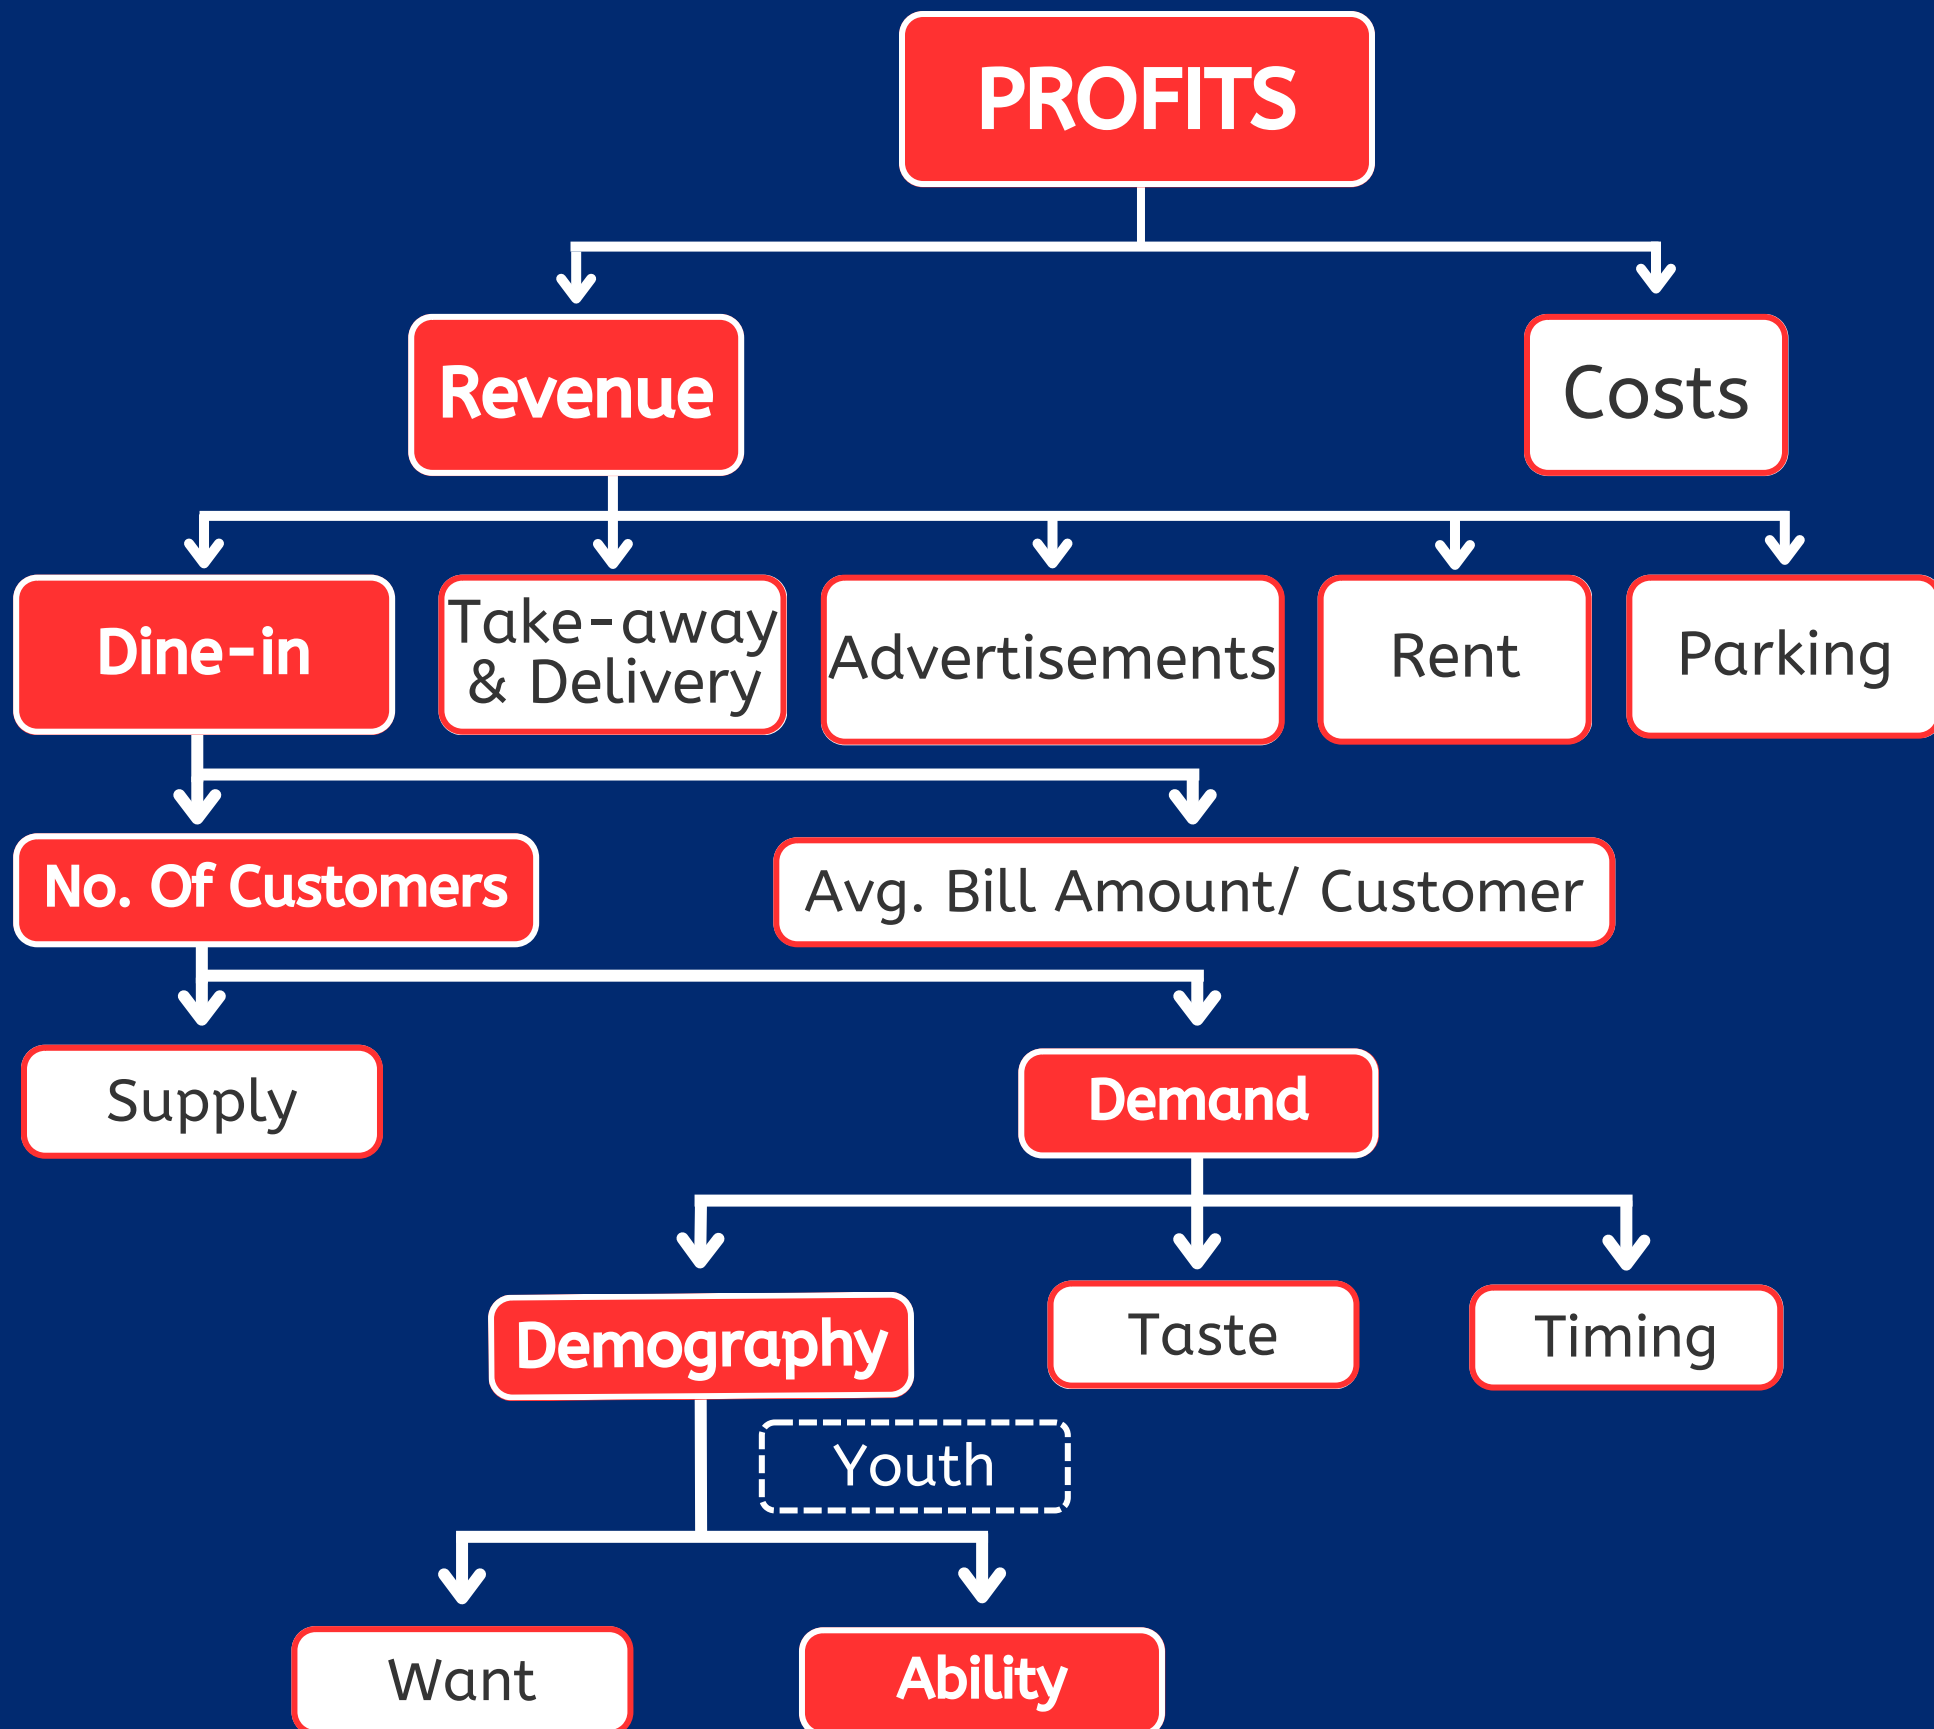 PROFITS
Revenue
Costs
Dine-in
Take-away
& Delivery
Advertisements
Rent
Parking
No. Of Customers
Avg. Bill Amount/ Customer
Supply
Demand
Demography
Taste
Timing
Youth
Want
Ability